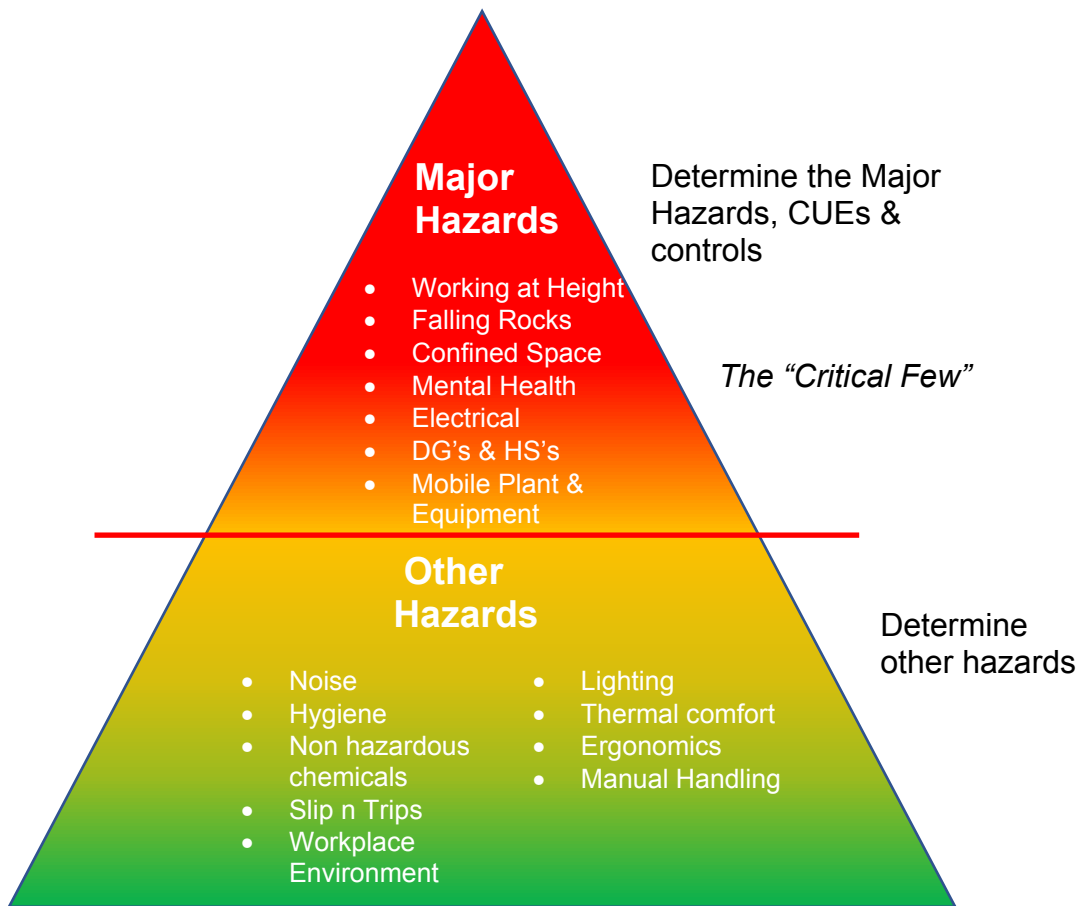 Major
Hazards
• Working at Height
• Falling Rocks
• Confined Space
• Mental Health
• Electrical
• DG's & HS's
• Mobile Plant &
Equipment
Determine the Major
Hazards, CUEs &
controls
The “Critical Few”
Other
Hazards
• Noise
• Hygiene
• Non hazardous
chemicals
• Slip n Trips
• Workplace
Environment
• Lighting
• Thermal comfort
• Ergonomics
• Manual Handling
Determine
other hazards